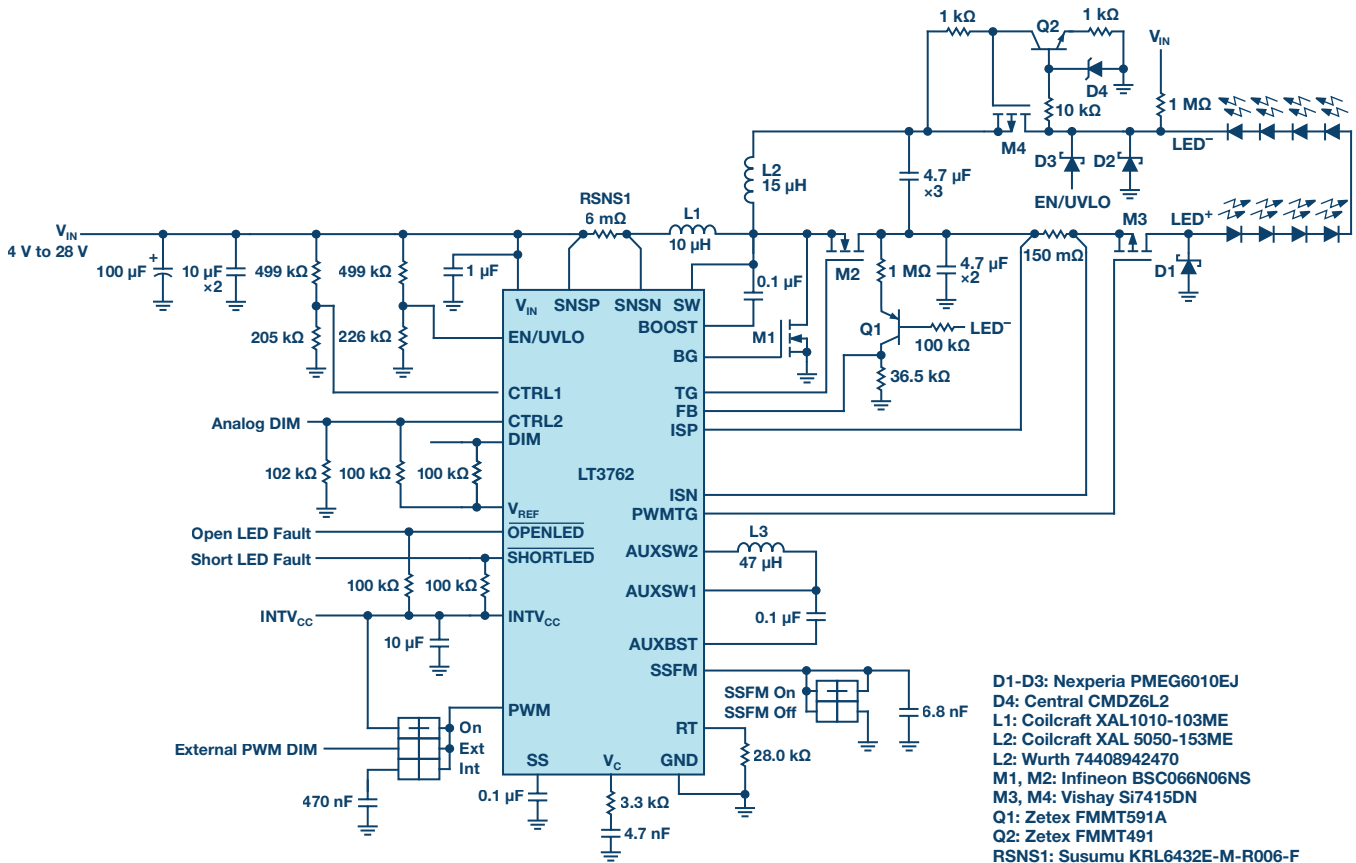 1 kΩ
Q2
1 kΩ
VIN
D4
10 kΩ
1 MΩ
M4
LED–
D3
D2
EN/UVLO
L2
15 µH
4.7 µF
×3
RSNS1
6 mΩ
L1
10 µH
VIN
4 V to 28 V
100 µF
+
10 µF
×2
499 kΩ
499 kΩ
1 µF
205 kΩ
226 kΩ
0.1 µF
M1
M2
1 MΩ
4.7 µF
×2
Q1
LED–
100 kΩ
36.5 kΩ
150 mΩ
M3
LED+
D1
VIN
SNSP
SNSN
SW
BOOST
EN/UVLO
BG
CTRL1
TG
FB
CTRL2
ISP
DIM
LT3762
ISN
VREF
PWMTG
OPENLED
SHORTLED
AUXSW2
AUXSW1
INTVCC
AUXBST
SSFM
PWM
RT
SS
VC
GND
Analog DIM
102 kΩ
100 kΩ
100 kΩ
Open LED Fault
Short LED Fault
100 kΩ
100 kΩ
INTVCC
10 µF
On
External PWM DIM
Ext
Int
470 nF
0.1 µF
3.3 kΩ
4.7 nF
L3
47 µH
0.1 µF
SSFM On
SSFM Off
6.8 nF
28.0 kΩ
D1-D3: Nexperia PMEG6010EJ
D4: Central CMDZ6L2
L1: Coilcraft XAL1010-103ME
L2: Coilcraft XAL 5050-153ME
L2: Wurth 74408942470
M1, M2: Infineon BSC066N06NS
M3, M4: Vishay Si7415DN
Q1: Zetex FMMT591A
Q2: Zetex FMMT491
RSNS1: Susumu KRL6432E-M-R006-F